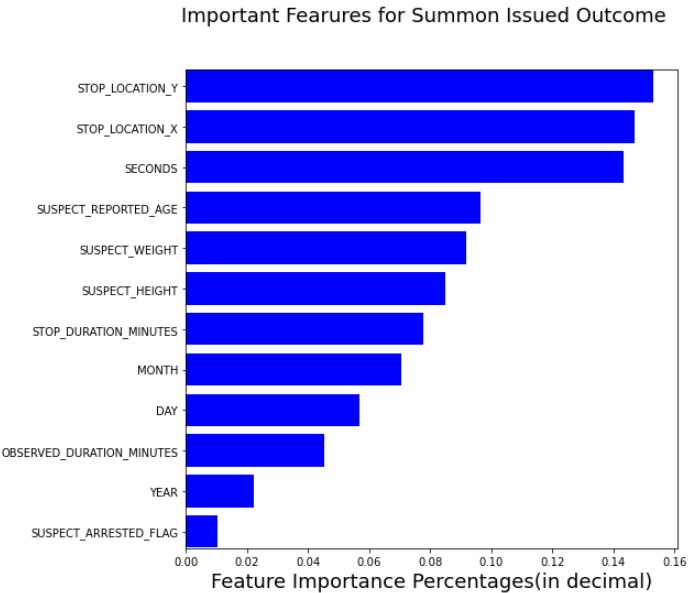 Important Fearures for Summon Issued Outcome
STOP_LOCATION_Y
STOP_LOCATION_X
SECONDS
SUSPECT_REPORTED_AGE
SUSPECT_WEIGHT
SUSPECT_HEIGHT
STOP_DURATION_MINUTES
MONTH
DAY
OBSERVED_DURATION_MINUTES
YEAR
SUSPECT_ARRESTED_FLAG
0.00 0.02 0.04 0.06 0.08 0.10 0.12 0.14 0.16
Feature Importance Percentages(in decimal)